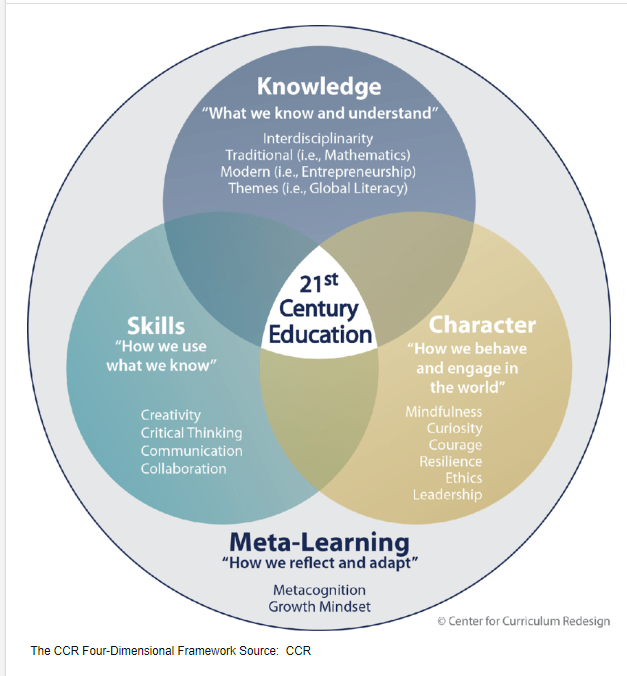 Knowledge
“What we know and understand”
Interdisciplinarity
Traditional (i.e., Mathematics)
Modern (i.e., Entrepreneurship)
Themes (i.e., Global Literacy)
21st
Century
Education
Skills
“How we use
what we know”
Creativity
Critical Thinking
Communication
Collaboration
Character
“How we behave
and engage in
the world”
Mindfulness
Curiosity
Courage
Resilience
Ethics
Leadership
Meta-Learning
“How we reflect and adapt”
Metacognition
Growth Mindset
© Center for Curriculum Redesign
The CCR Four-Dimensional Framework Source: CCR